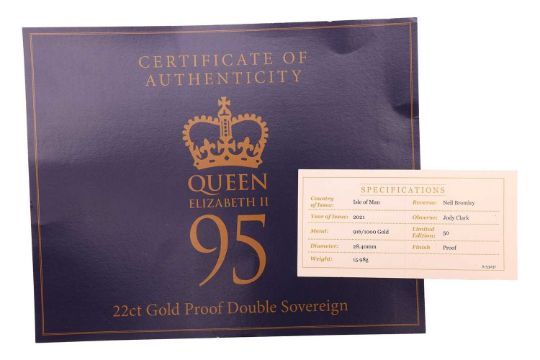 CERTIFICATE OF
AUTHENTICITY
QUEEN
ELIZABETH II
95
22ct Gold Proof Double Sovereign
SPECIFICATIONS
Country of Issue: Isle of Man
Year of Issue: 2021
Metal: 916/1000 Gold
Diameter: 28.40mm
Weight: 15.98g
Reverse: Neil Bromley
Obverse: Jody Clark
Limited Edition: 50
Finish Proof